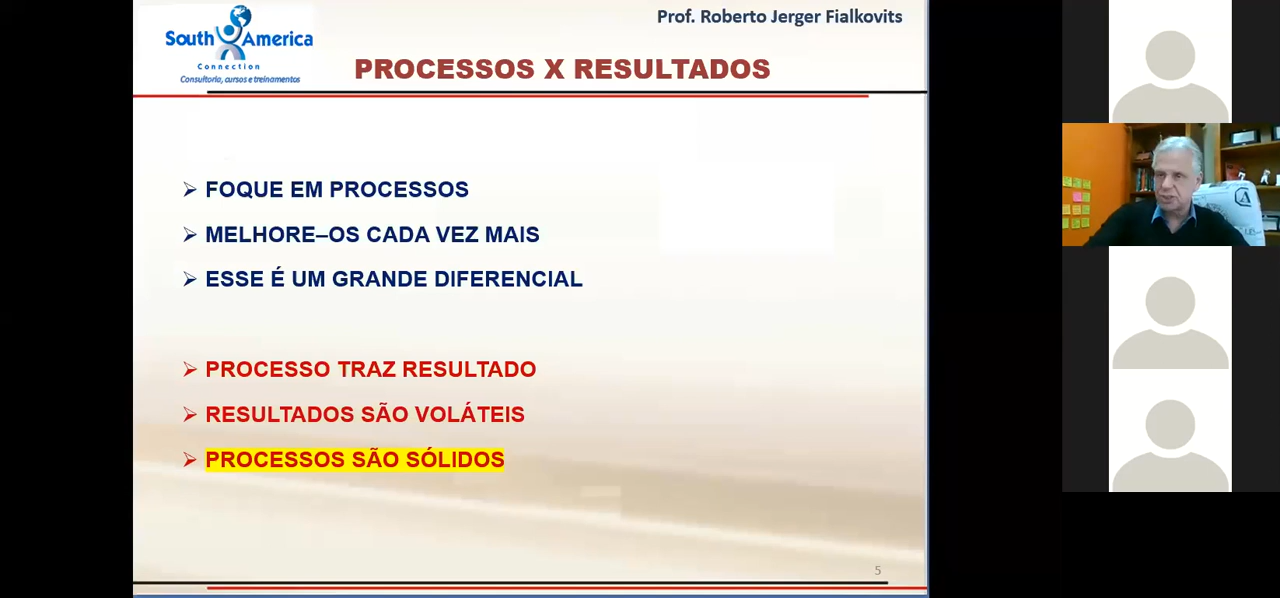 Prof. Roberto Jerger Fialkovits
South America
Connection
Consultoria, cursos e treinamentos
PROCESSOS X RESULTADOS
FOQUE EM PROCESSOS
MELHORE–OS CADA VEZ MAIS
ESSE É UM GRANDE DIFERENCIAL
PROCESSO TRAZ RESULTADO
RESULTADOS SÃO VOLÁTEIS
PROCESSOS SÃO SÓLIDOS
5